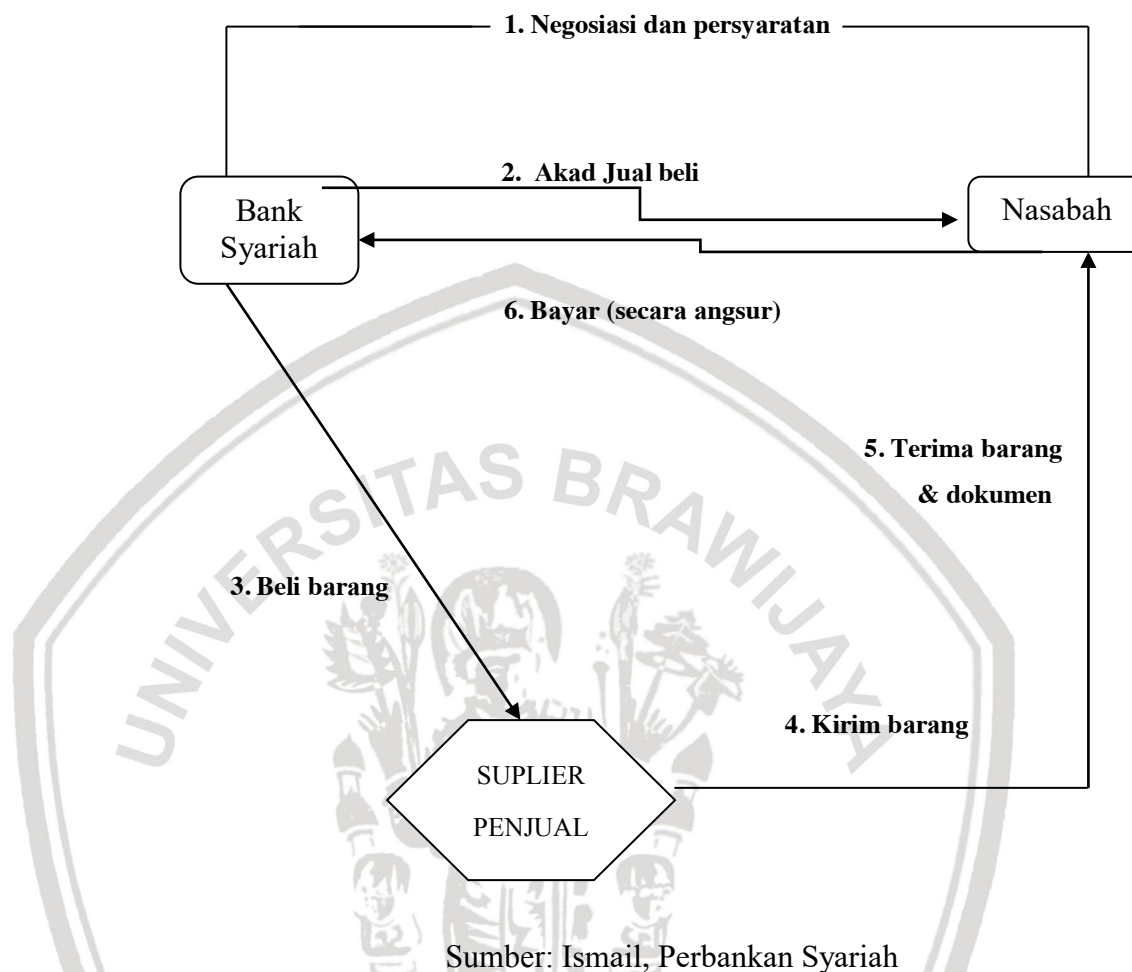 1. Negosiasi dan persyaratan
2. Akad Jual beli
Bank
Syariah
Nasabah
6. Bayar (secara angsur)
5. Terima barang
& dokumen
UNIVERSITAS BRAWIJAYA
3. Beli barang
4. Kirim barang
SUPLIER
PENJUAL
Sumber: Ismail, Perbankan Syariah